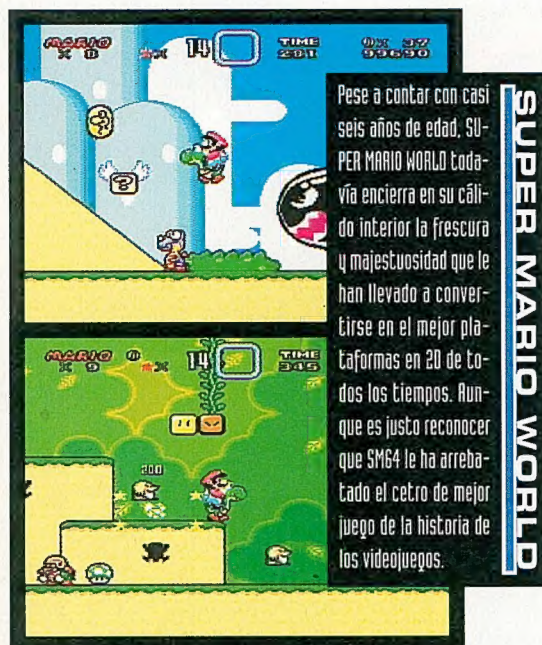 MARIO
x 8
★x
14
TIME
281
x 37
99690
?
?
MARIO
x 9
★x
14
TIME
345
200
Pese a contar con casi
seis años de edad, SU-
PER MARIO WORLD toda-
vía encierra en su cáli-
do interior la frescura
y majestuosidad que le
han llevado a conver-
tirse en el mejor pla-
taformas en 2D de to-
dos los tiempos. Aun-
que es justo reconocer
que SM64 le ha arreba-
tado el cetro de mejor
juego de la historia de
los videojuegos.
SUPER MARIO WORLD